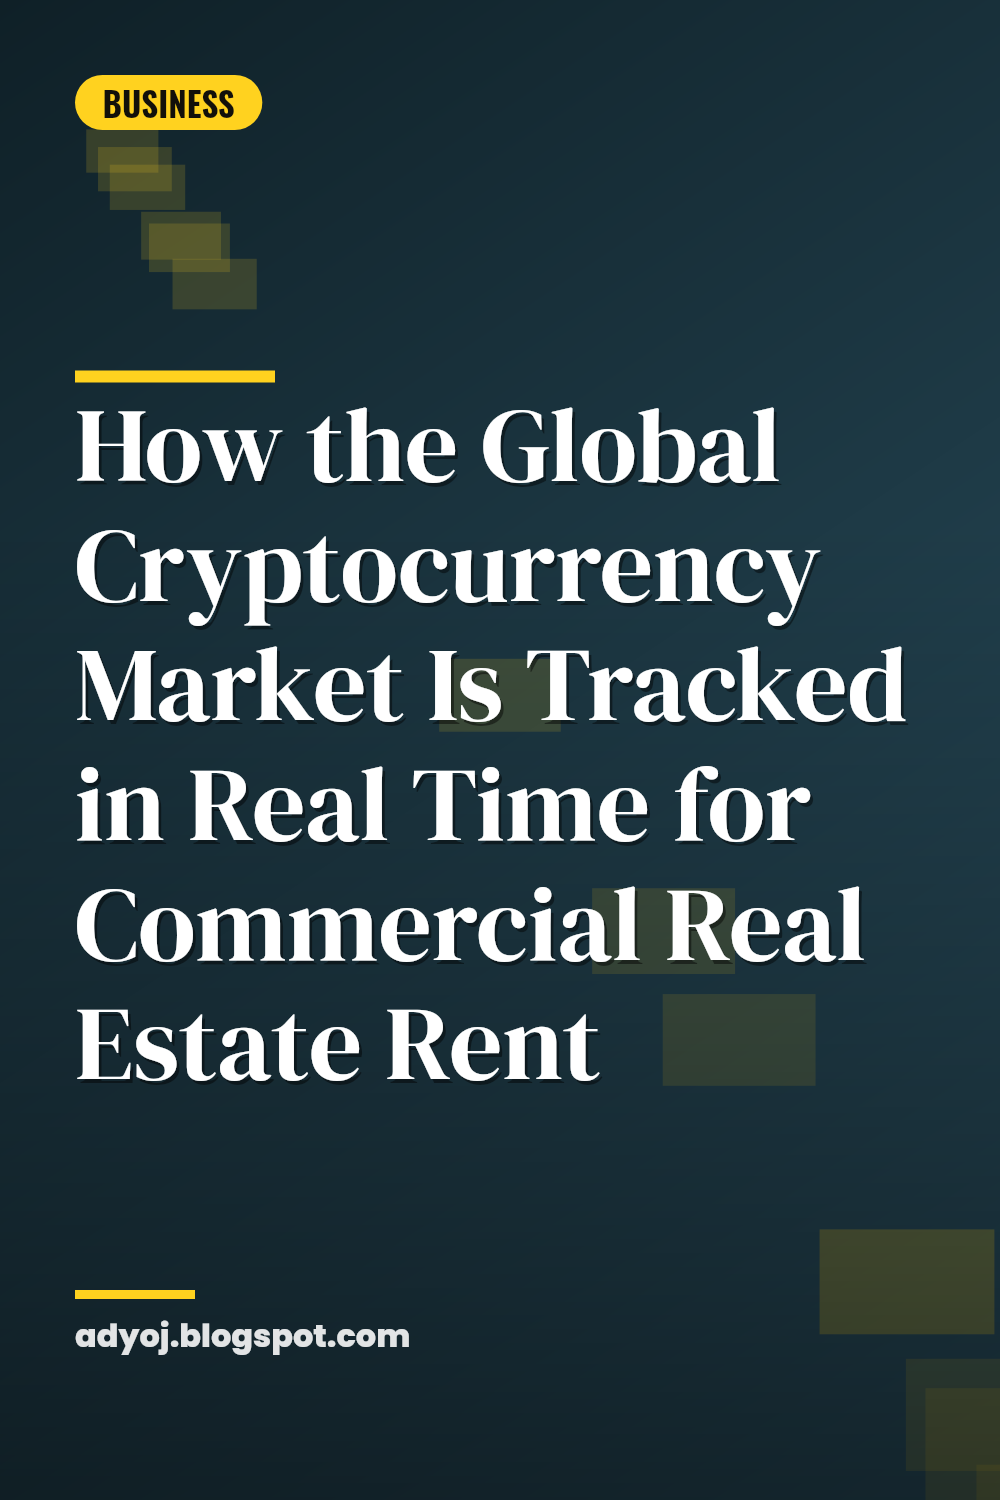 BUSINESS
How the Global
Cryptocurrency
Market Is Tracked
in Real Time for
Commercial Real
Estate Rent
adyoj.blogspot.com